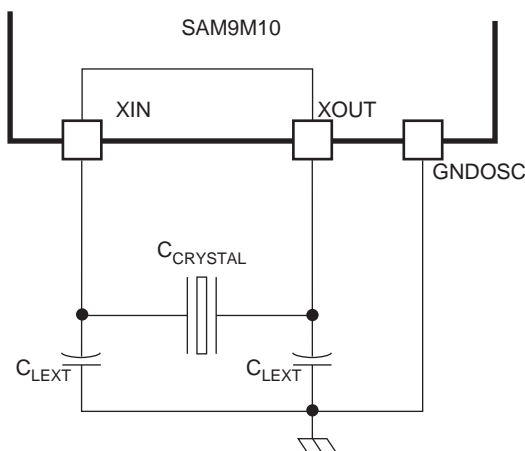 SAM9M10
XIN
XOUT
GNDOSC
CCRYSTAL
CLEXT
CLEXT